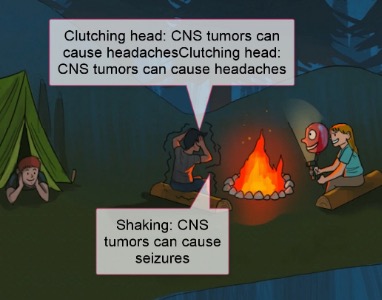 Clutching head: CNS tumors can
cause headachesClutching head:
CNS tumors can cause headaches
Shaking: CNS
tumors can cause
seizures